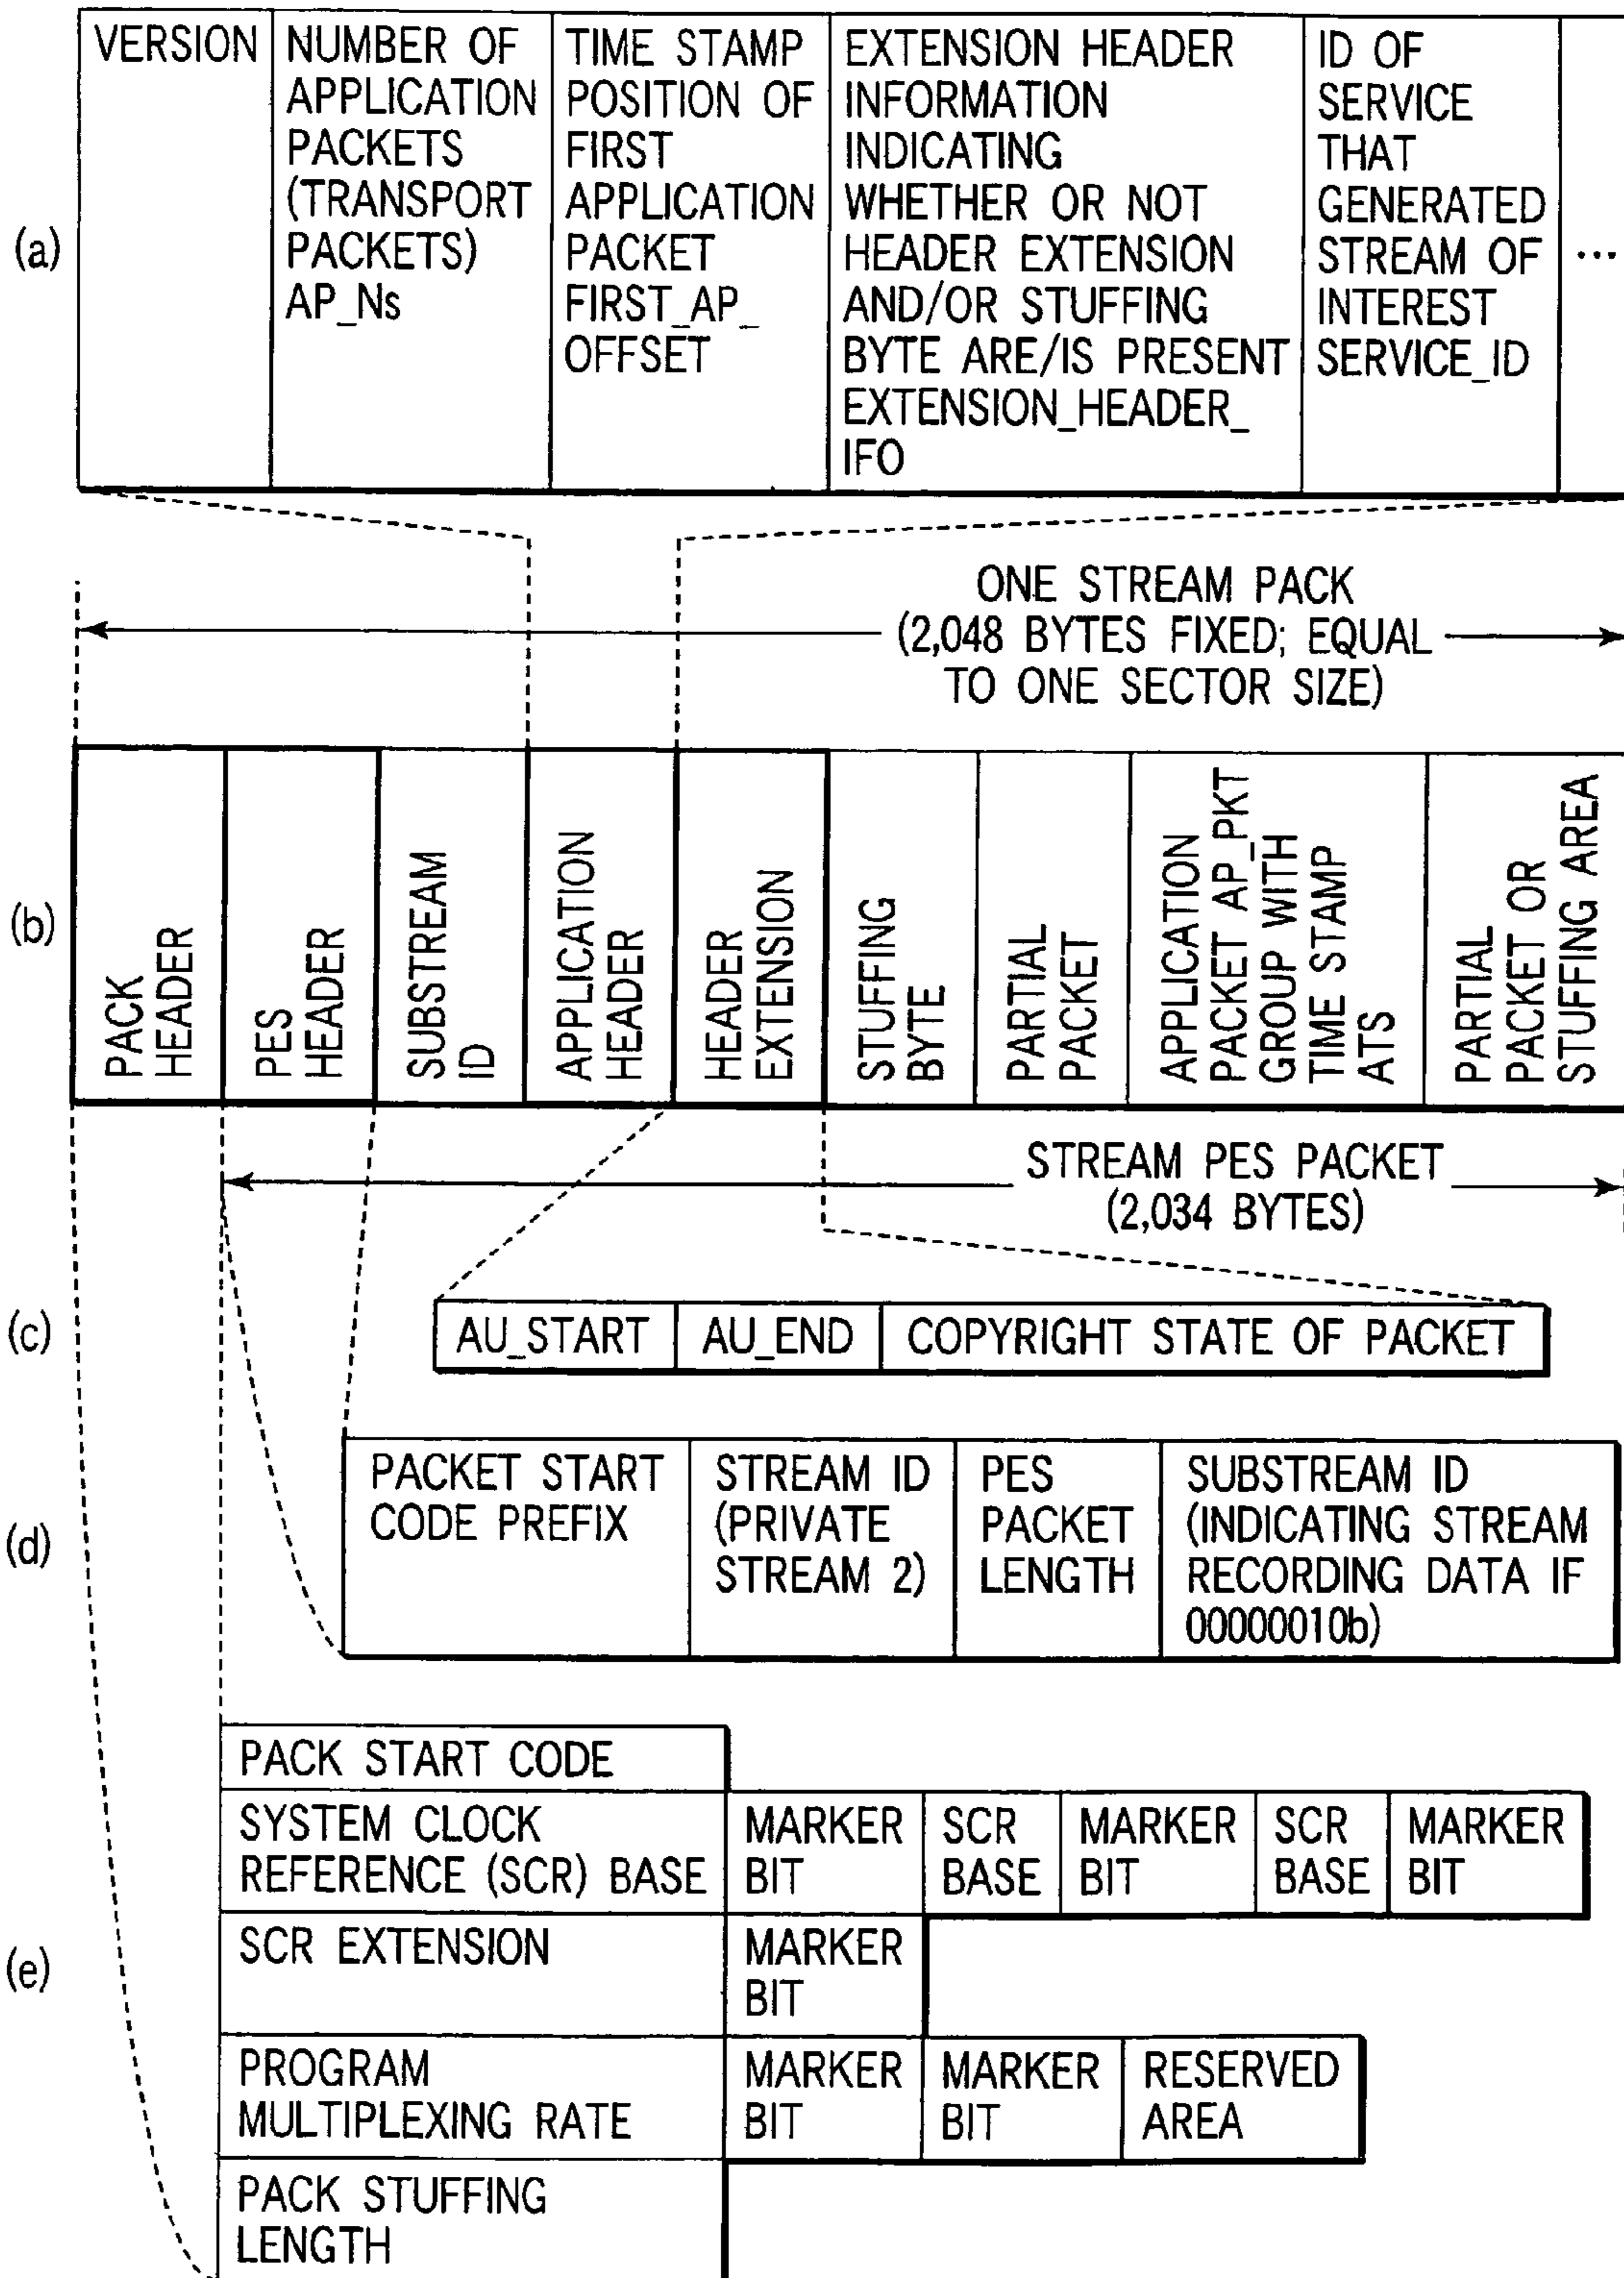 (a)
VERSION
NUMBER OF
APPLICATION
PACKETS
(TRANSPORT
PACKETS)
AP_Ns
TIME STAMP
POSITION OF
FIRST
APPLICATION
PACKET
FIRST_AP_
OFFSET
EXTENSION HEADER
INFORMATION
INDICATING
WHETHER OR NOT
HEADER EXTENSION
AND/OR STUFFING
BYTE ARE/IS PRESENT
EXTENSION_HEADER_
IFO
ID OF
SERVICE
THAT
GENERATED
STREAM OF
INTEREST
SERVICE_ID
...
ONE STREAM PACK
(2,048 BYTES FIXED; EQUAL
TO ONE SECTOR SIZE)
(b)
PACK
HEADER
PES
HEADER
SUBSTREAM
ID
APPLICATION
HEADER
HEADER
EXTENSION
STUFFING
BYTE
PARTIAL
PACKET
APPLICATION
PACKET AP_PKT
GROUP WITH
TIME STAMP
ATS
PARTIAL
PACKET OR
STUFFING AREA
STREAM PES PACKET
(2,034 BYTES)
(c)
AU_START
AU_END
COPYRIGHT STATE OF PACKET
(d)
PACKET START
CODE PREFIX
STREAM ID
(PRIVATE
STREAM 2)
PES
PACKET
LENGTH
SUBSTREAM ID
(INDICATING STREAM
RECORDING DATA IF
00000010b)
(e)
PACK START CODE
SYSTEM CLOCK
REFERENCE (SCR) BASE
MARKER
BIT
SCR
BASE
MARKER
BIT
SCR
BASE
MARKER
BIT
SCR EXTENSION
MARKER
BIT
PROGRAM
MULTIPLEXING RATE
MARKER
BIT
MARKER
BIT
RESERVED
AREA
PACK STUFFING
LENGTH